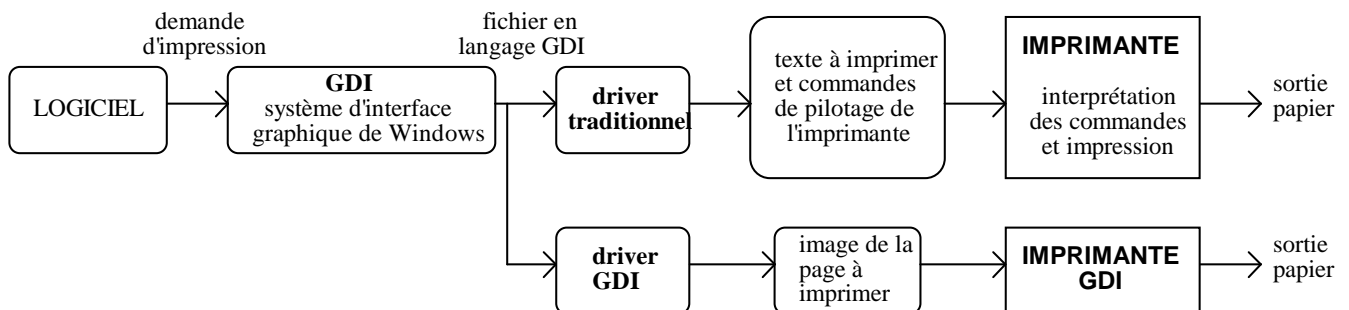 demande
d'impression
fichier en
langage GDI
LOGICIEL
GDI
système d'interface
graphique de Windows
driver
traditionnel
texte à imprimer
et commandes
de pilotage de
l'imprimante
IMPRIMANTE
interprétation
des commandes
et impression
sortie
papier
driver
GDI
image de la
page à
imprimer
IMPRIMANTE
GDI
sortie
papier